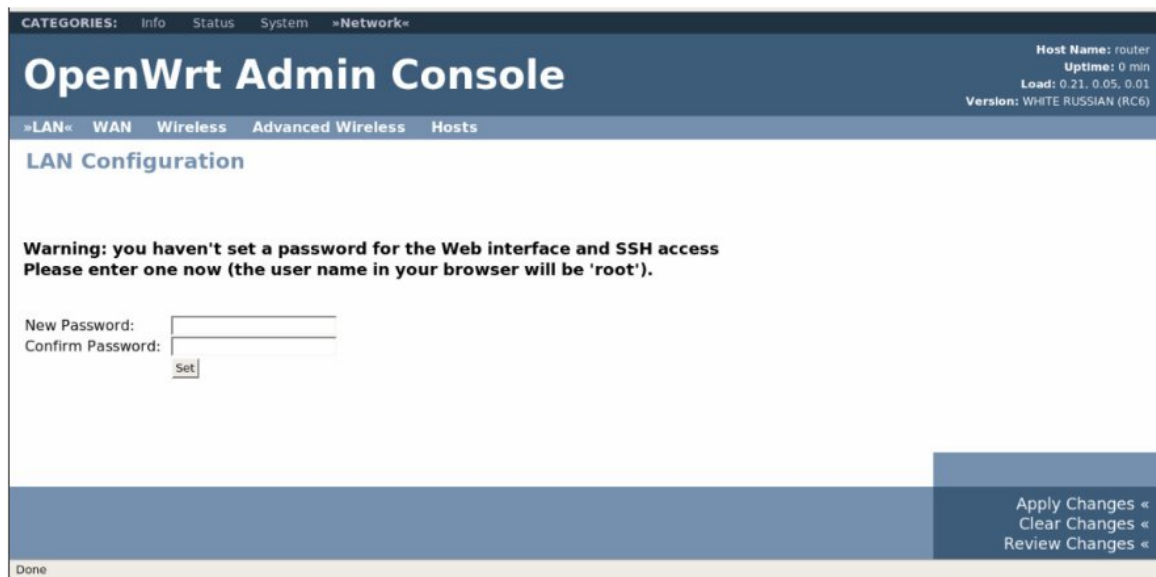 CATEGORIES: Info Status System »Network«
OpenWrt Admin Console
Host Name: router
Uptime: 0 min
Load: 0.21, 0.05, 0.01
Version: WHITE RUSSIAN (RC6)
»LAN« WAN Wireless Advanced Wireless Hosts
LAN Configuration
Warning: you haven't set a password for the Web interface and SSH access
Please enter one now (the user name in your browser will be 'root').
New Password:
Confirm Password:
Set
Apply Changes «
Clear Changes «
Review Changes «
Done